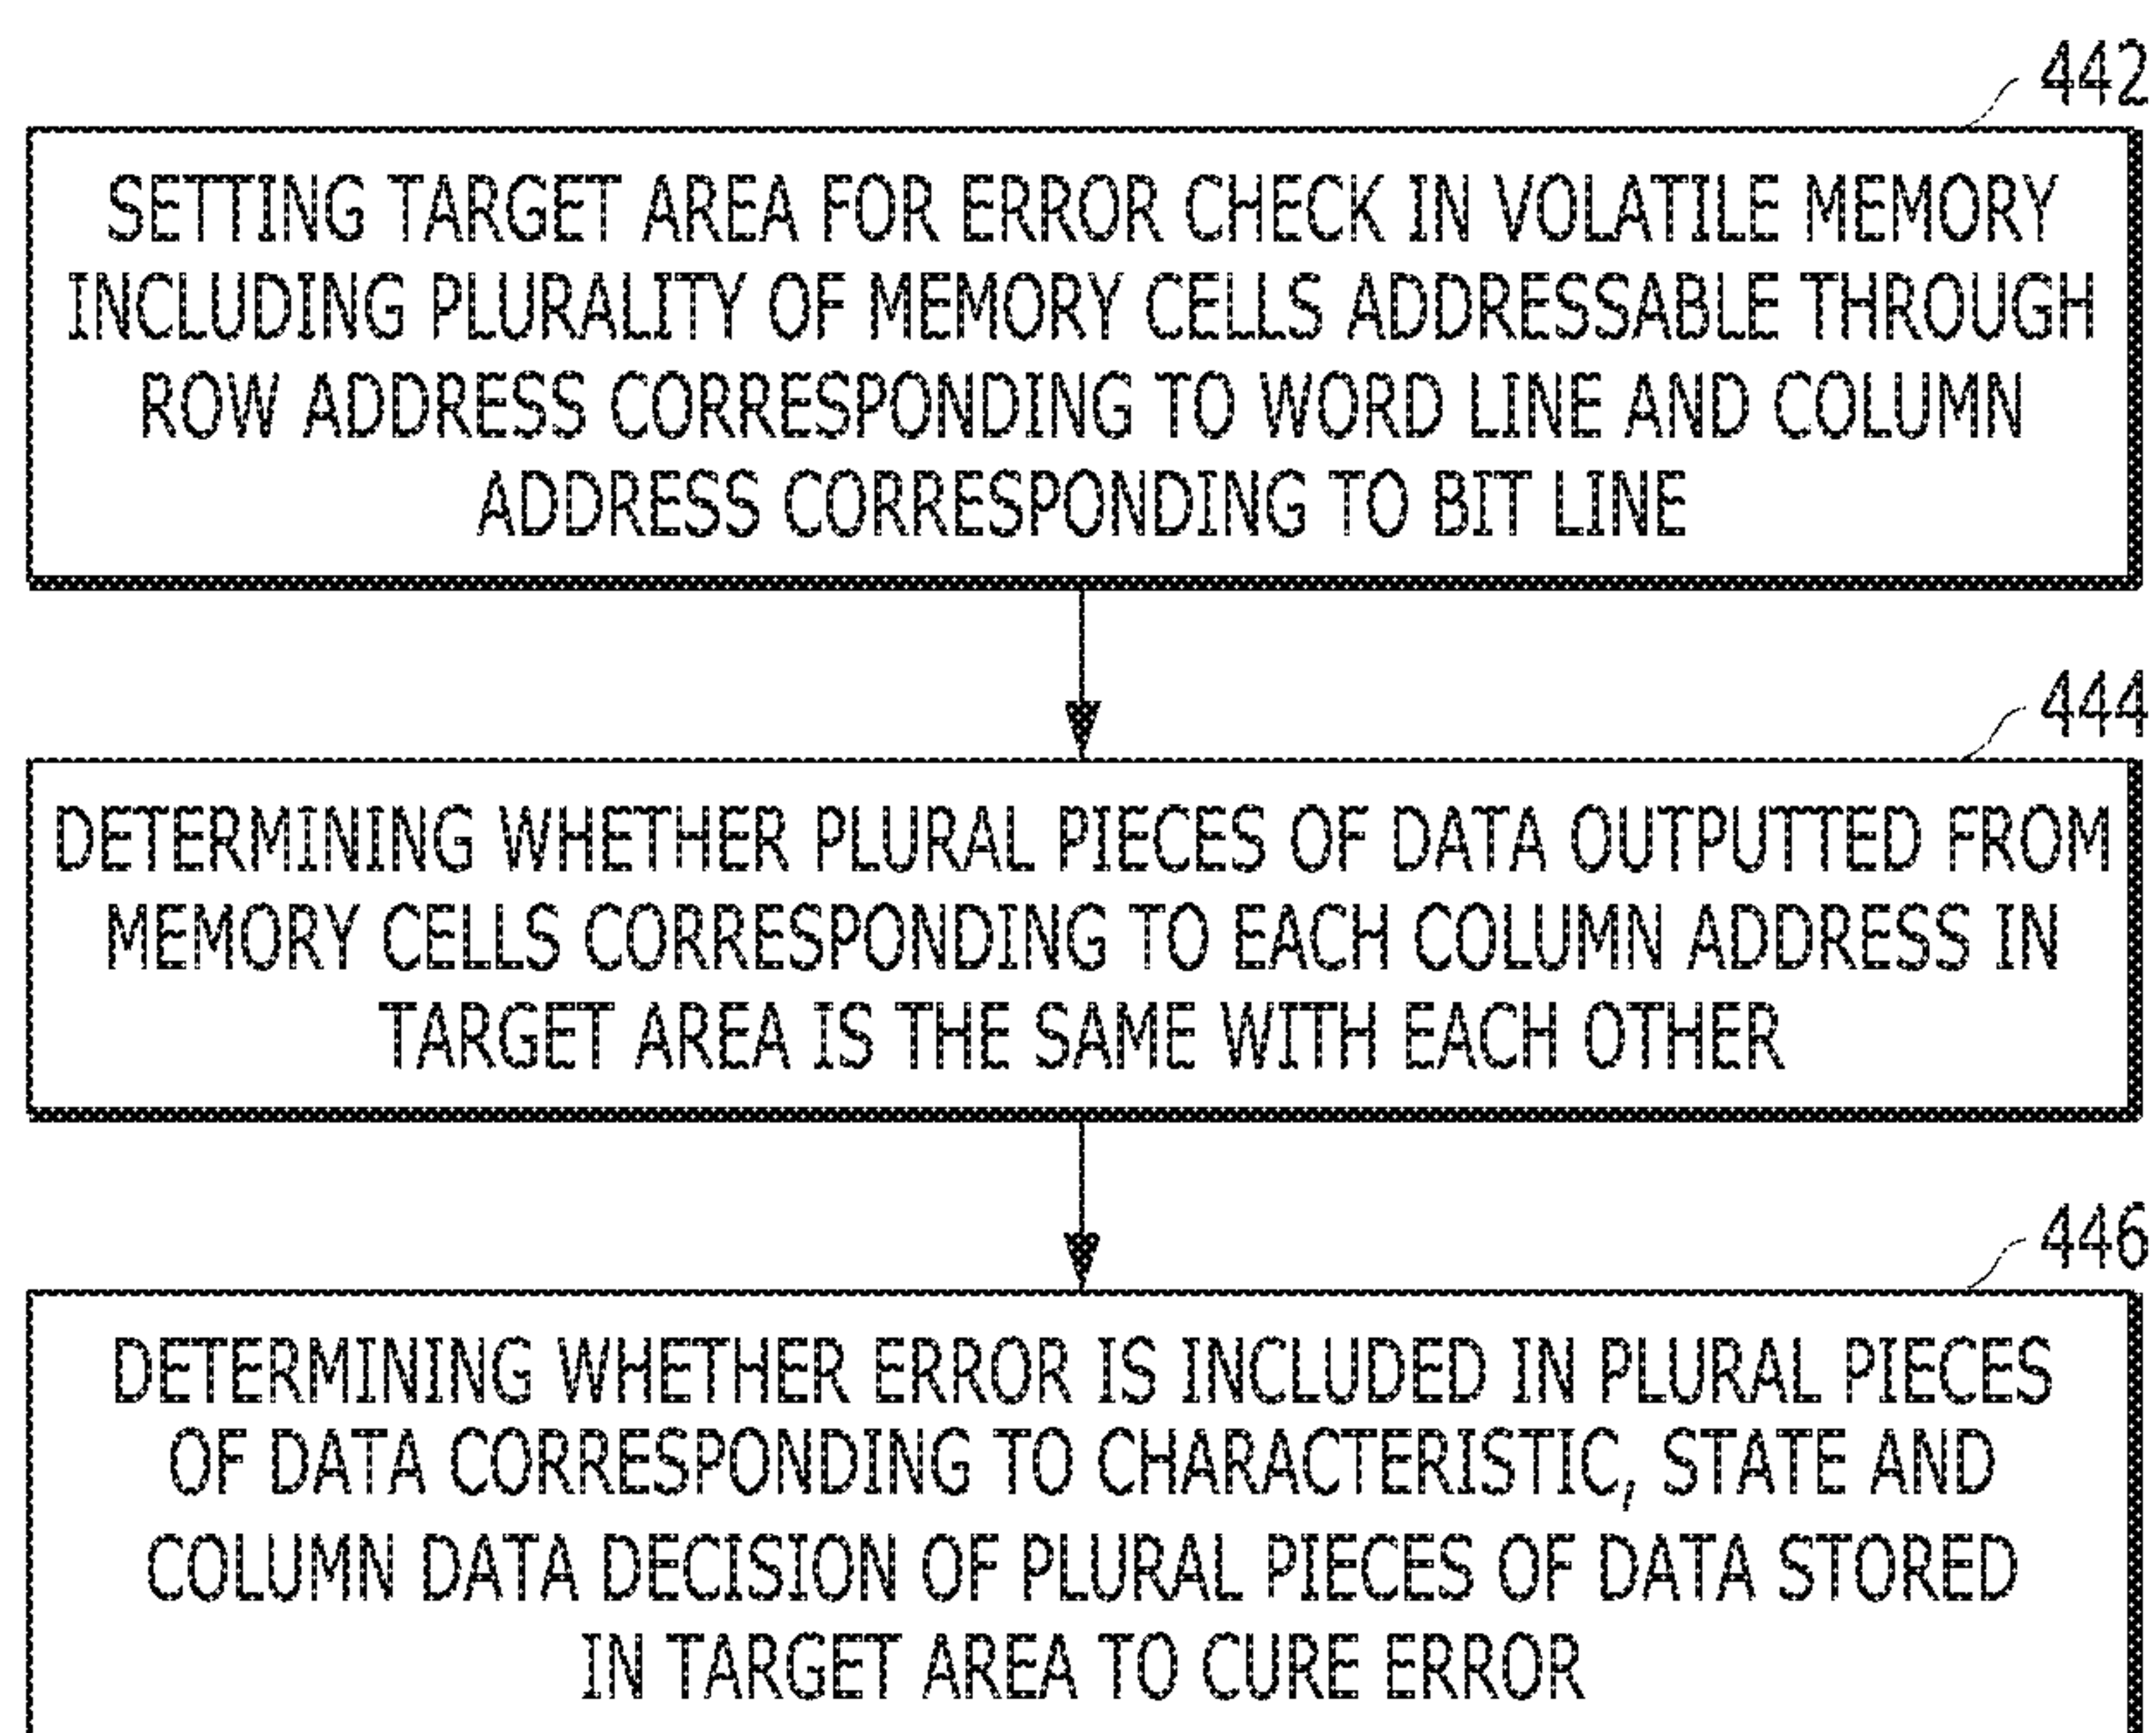 442
SETTING TARGET AREA FOR ERROR CHECK IN VOLATILE MEMORY
INCLUDING PLURALITY OF MEMORY CELLS ADDRESSABLE THROUGH
ROW ADDRESS CORRESPONDING TO WORD LINE AND COLUMN
ADDRESS CORRESPONDING TO BIT LINE
444
DETERMINING WHETHER PLURAL PIECES OF DATA OUTPUTTED FROM
MEMORY CELLS CORRESPONDING TO EACH COLUMN ADDRESS IN
TARGET AREA IS THE SAME WITH EACH OTHER
446
DETERMINING WHETHER ERROR IS INCLUDED IN PLURAL PIECES
OF DATA CORRESPONDING TO CHARACTERISTIC, STATE AND
COLUMN DATA DECISION OF PLURAL PIECES OF DATA STORED
IN TARGET AREA TO CURE ERROR